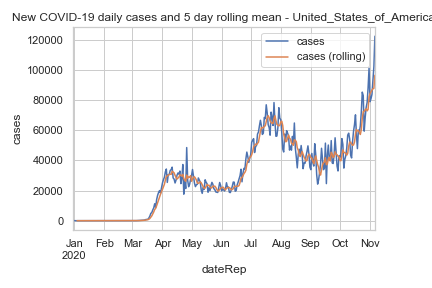 New COVID-19 daily cases and 5 day rolling mean - United_States_of_America
cases
cases (rolling)
120000
100000
80000
60000
40000
20000
0
cases
Jan Feb Mar Apr May Jun Jul Aug Sep Oct Nov
2020
dateRep